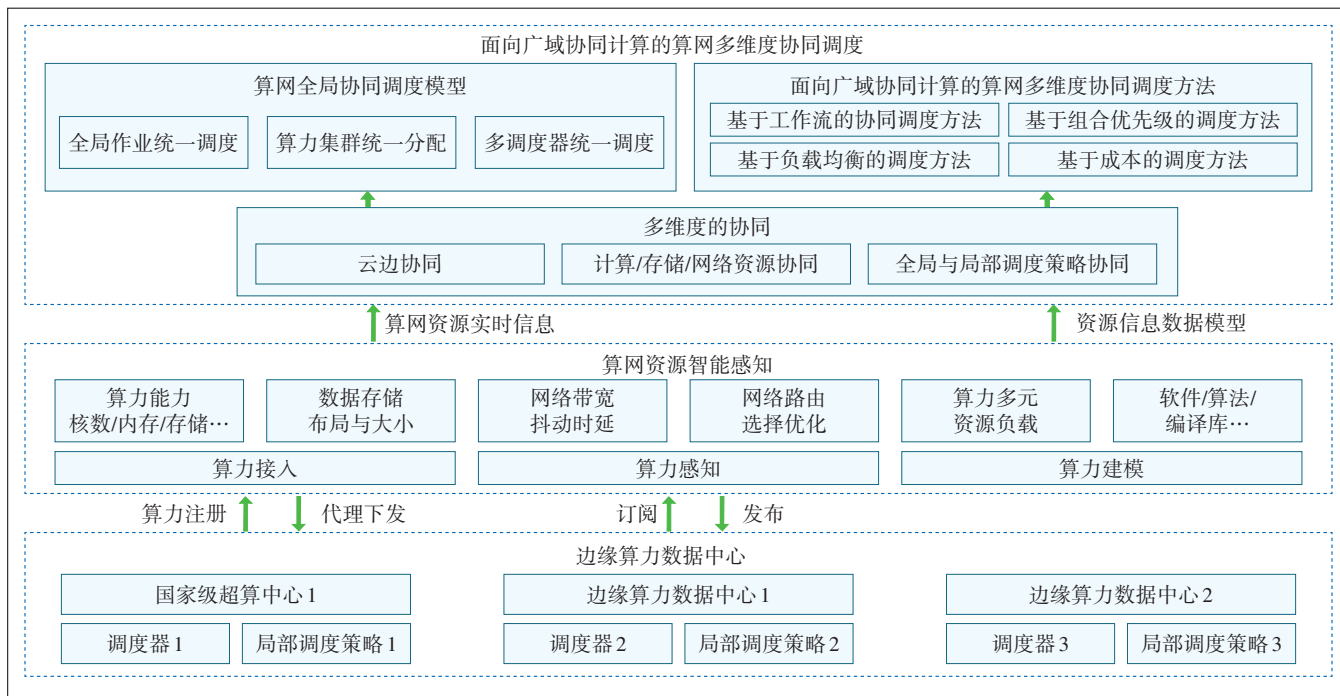 面向广域协同计算的算网多维度协同调度
算网全局协同调度模型
全局作业统一调度
算力集群统一分配
多调度器统一调度
面向广域协同计算的算网多维度协同调度方法
基于工作流的协同调度方法
基于组合优先级的调度方法
基于负载均衡的调度方法
基于成本的调度方法
多维度的协同
云边协同
计算/存储/网络资源协同
全局与局部调度策略协同
算网资源实时信息
资源信息数据模型
算网资源智能感知
算力能力
核数/内存/存储…
数据存储
布局与大小
网络带宽
抖动时延
网络路由
选择优化
算力多元
资源负载
软件/算法/
编译库…
算力接入
算力感知
算力建模
算力注册
代理下发
订阅
发布
边缘算力数据中心
国家级超算中心1
边缘算力数据中心1
边缘算力数据中心2
调度器1
局部调度策略1
调度器2
局部调度策略2
调度器3
局部调度策略3